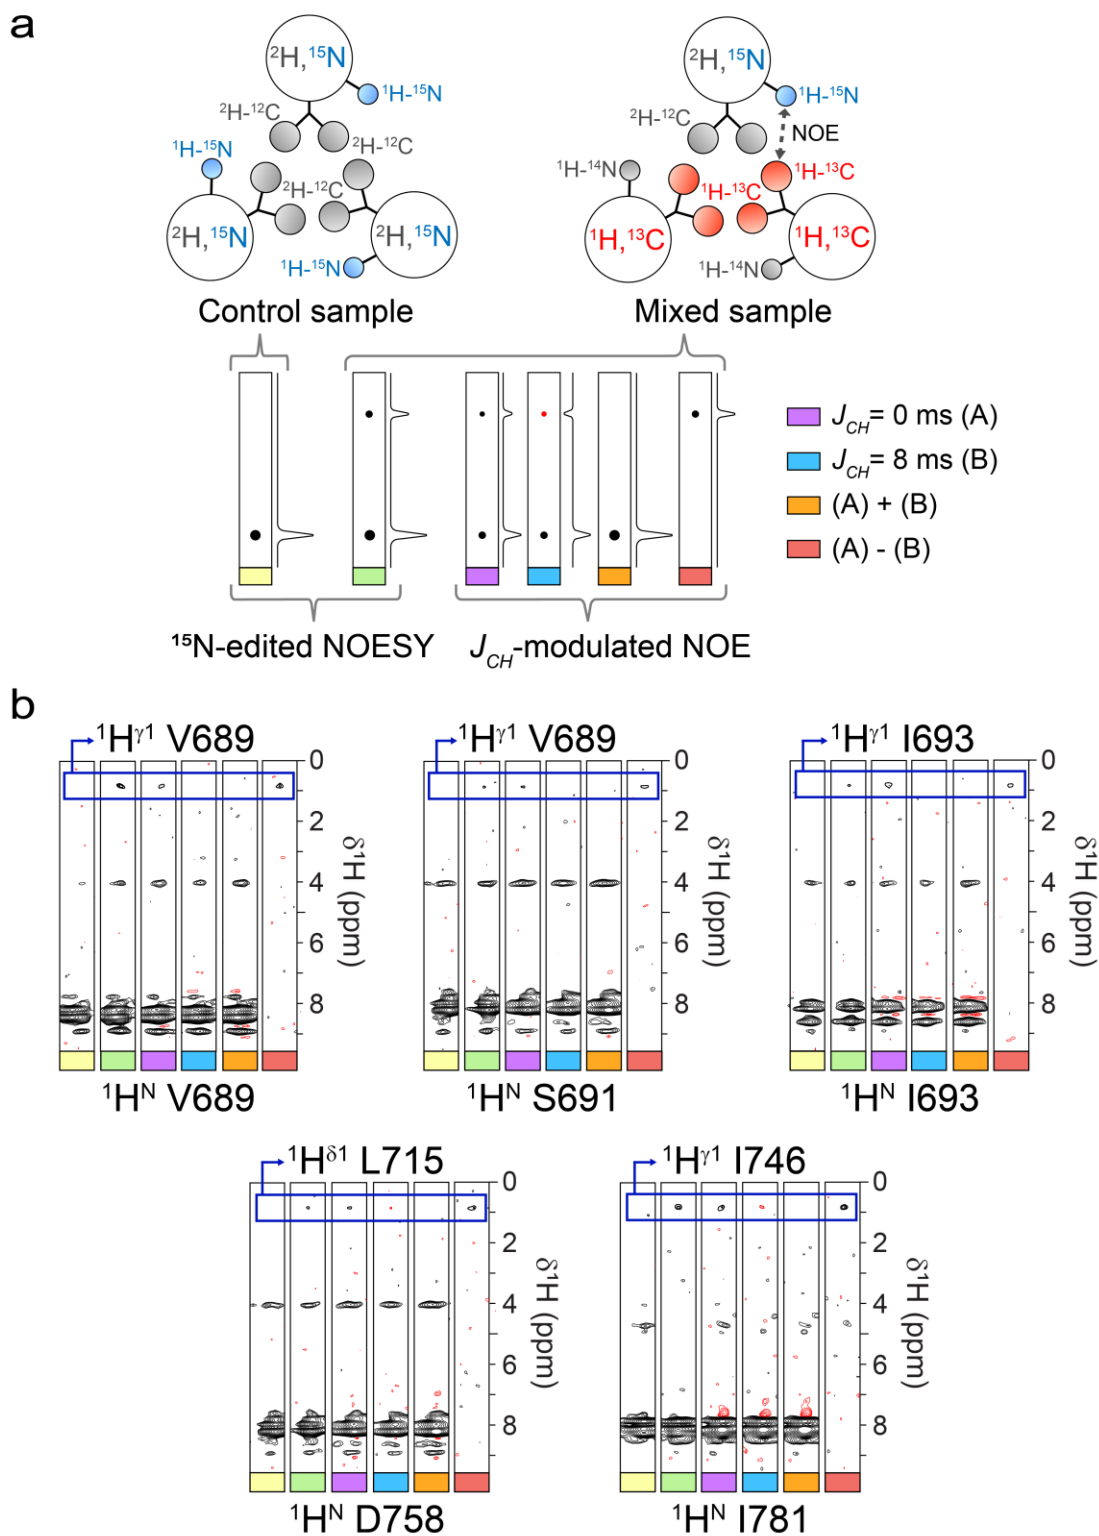 a
²H,¹⁵N
¹H-¹⁵N
²H-¹²C
²H-¹²C
¹H-¹⁵N
²H-¹²C
²H,¹⁵N
²H,¹⁵N
¹H-¹⁵N
Control sample
²H,¹⁵N
¹H-¹⁵N
²H-¹²C
NOE
¹H-¹⁴N
¹H-¹³C
¹H-¹³C
¹H,¹³C
¹H,¹³C
¹H-¹⁴N
Mixed sample
J_CH= 0 ms (A)
J_CH= 8 ms (B)
(A) + (B)
(A) - (B)
¹⁵N-edited NOESY
J_CH-modulated NOE
b
¹Hγ1 V689
0
2
4
6
8
δ¹H (ppm)
¹Hᴺ V689
¹Hγ1 V689
0
2
4
6
8
δ¹H (ppm)
¹Hᴺ S691
¹Hγ1 I693
0
2
4
6
8
δ¹H (ppm)
¹Hᴺ I693
¹Hδ1 L715
0
2
4
6
8
δ¹H (ppm)
¹Hᴺ D758
¹Hγ1 I746
0
2
4
6
8
δ¹H (ppm)
¹Hᴺ I781